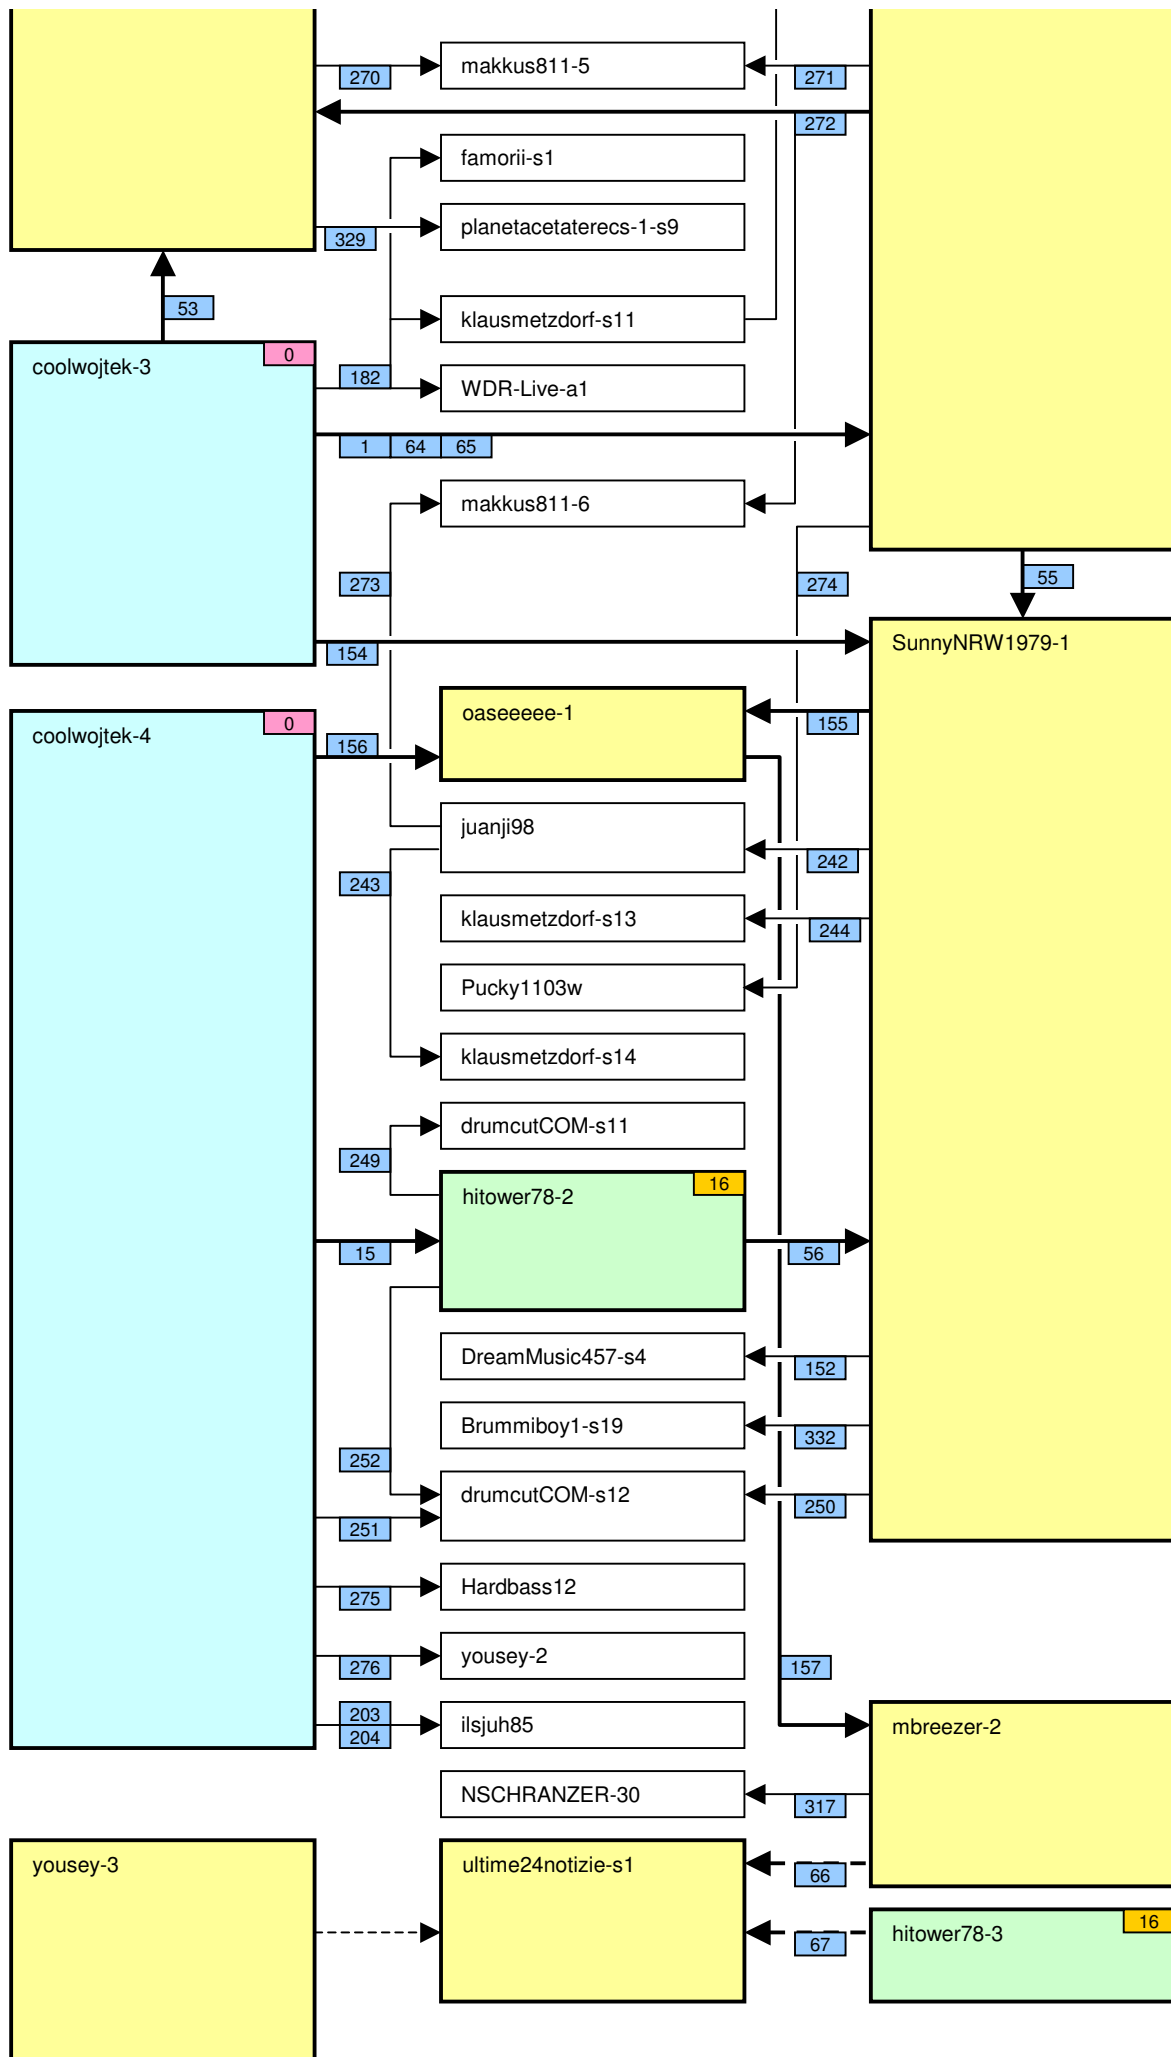 makkus811-5
270
271
272
famorii-s1
planetacetaterecs-1-s9
329
53
klausmetzdorf-s11
coolwojtek-3
0
182
WDR-Live-a1
1
64
65
makkus811-6
273
274
55
154
SunnyNRW1979-1
coolwojtek-4
0
156
oaseeeee-1
155
juanji98
242
243
klausmetzdorf-s13
244
Pucky1103w
klausmetzdorf-s14
drumcutCOM-s11
249
hitower78-2
16
15
56
DreamMusic457-s4
152
Brummiboy1-s19
332
252
drumcutCOM-s12
250
251
Hardbass12
275
yousey-2
276
157
203
204
ilsjuh85
mbreezer-2
NSCHRANZER-30
317
yousey-3
ultime24notizie-s1
66
hitower78-3
16
67